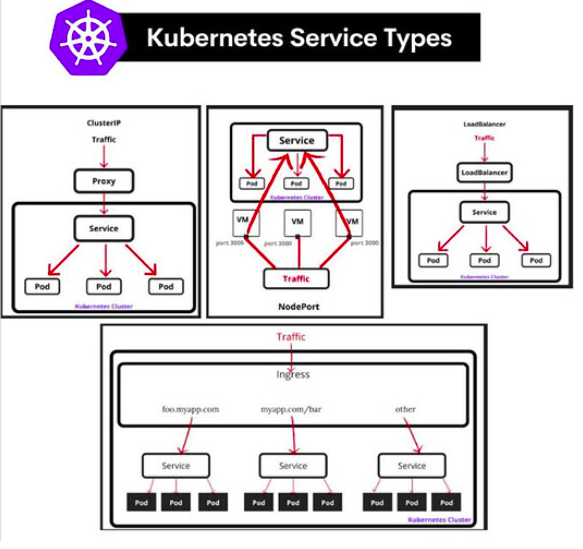 Kubernetes Service Types
ClusterIP
Traffic
Proxy
Service
Pod Pod Pod
Kubernetes Cluster
Service
Pod Pod Pod
Kubernetes Cluster
VM VM VM
port 3000 port 3000 port 3000
Traffic
NodePort
LoadBalancer
Traffic
LoadBalancer
Service
Pod Pod Pod
Kubernetes Cluster
Traffic
Ingress
foo.myapp.com myapp.com/bar other
Service Service Service
Pod Pod Pod Pod Pod Pod Pod Pod Pod
Kubernetes Cluster